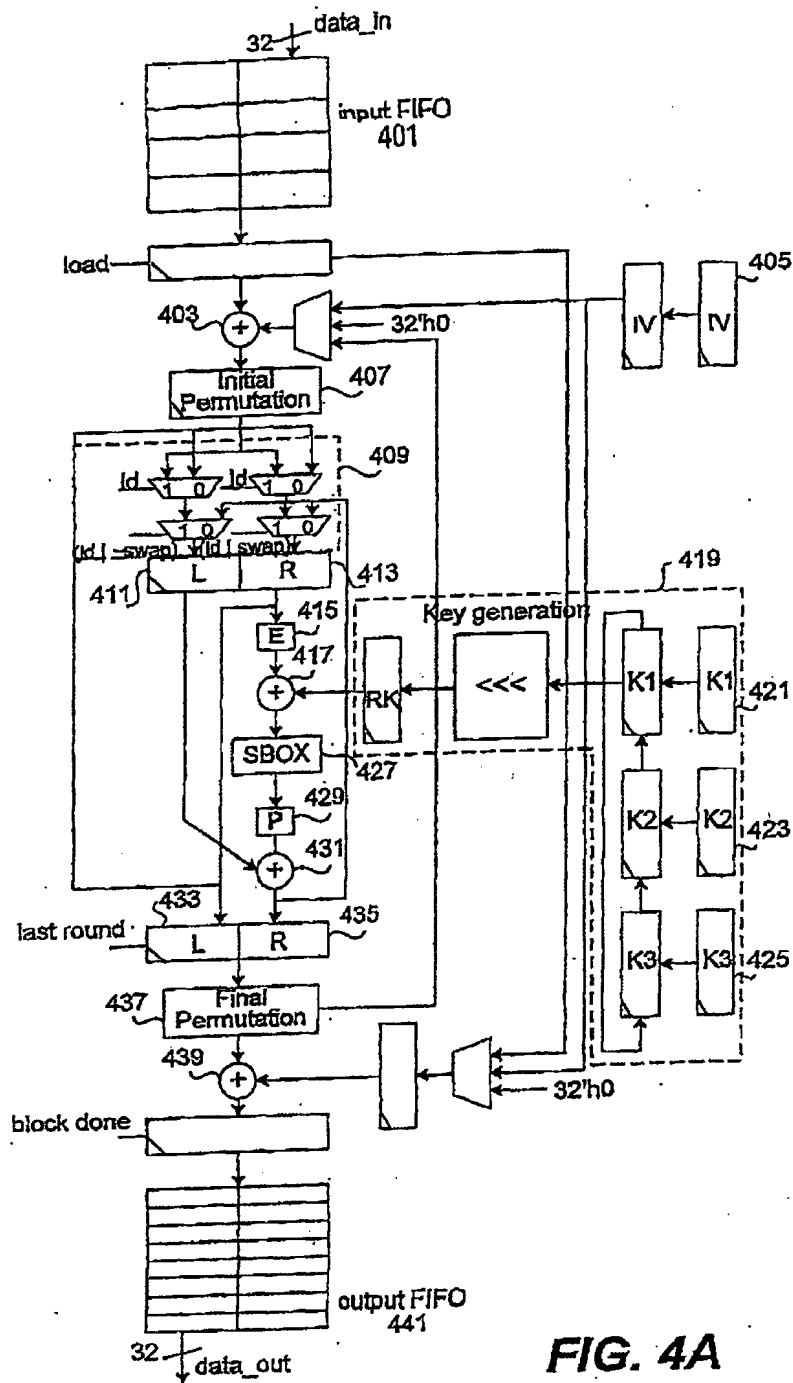 32
data_in
input FIFO
401
load
403
+
32'h0
IV
IV
405
Initial
Permutation
407
409
ld
1 0
ld
1 0
1 0
1 0
(ld | ~swap)
(ld | swap)
411
L
R
413
419
Key generation
E
415
+
417
RK
<<<
K1
K1
421
SBOX
427
P
429
K2
K2
423
+
431
433
last round
L
R
435
K3
K3
425
437
Final
Permutation
439
+
32'h0
block done
output FIFO
441
32
data_out
FIG. 4A